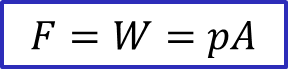 F = W = pA